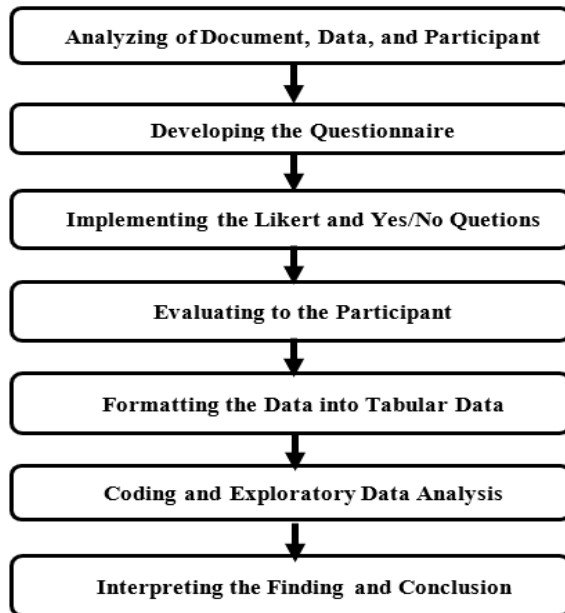 Analyzing of Document, Data, and Participant
Developing the Questionnaire
Implementing the Likert and Yes/No Quetions
Evaluating to the Participant
Formatting the Data into Tabular Data
Coding and Exploratory Data Analysis
Interpreting the Finding and Conclusion